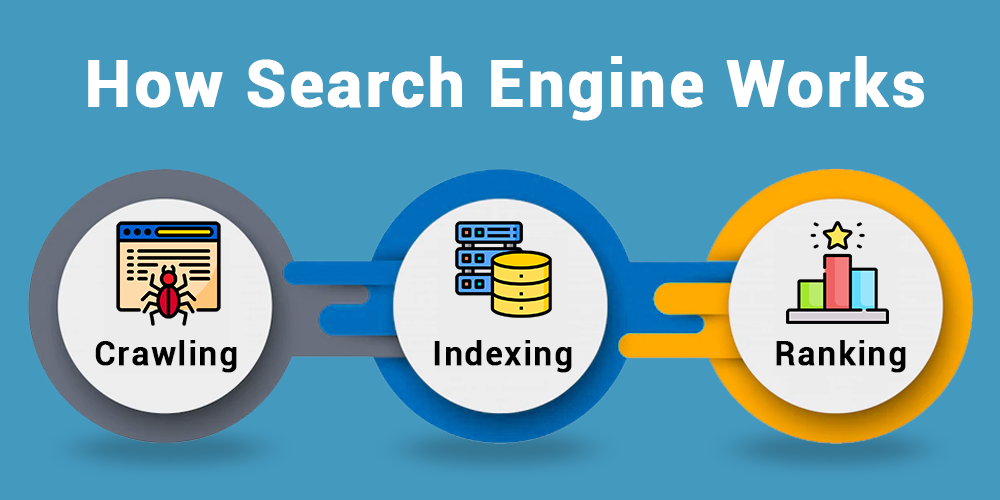 How Search Engine Works
Crawling
Indexing
Ranking